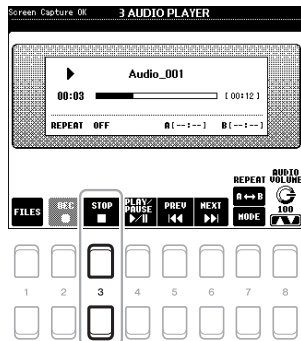 Screen Capture OK
3 AUDIO PLAYER
Audio_001
00:03
[ 00:12 ]
REPEAT OFF A[--:--] B[--:--]
REPEAT AUDIO VOLUME
FILES
REC
STOP
PLAY/PAUSE
PREV
NEXT
A↔B
MODE
100
1 2 3 4 5 6 7 8